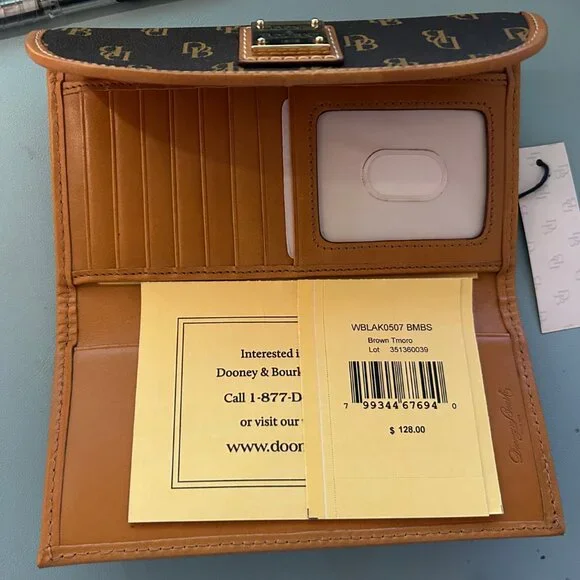 Interested i
Dooney & Bourk
Call 1-877-D
or visit our
www.doon
WBLAK0507 BMBS
Brown Tmoro
Lot 351360039
7 99344 67694 0
$ 128.00